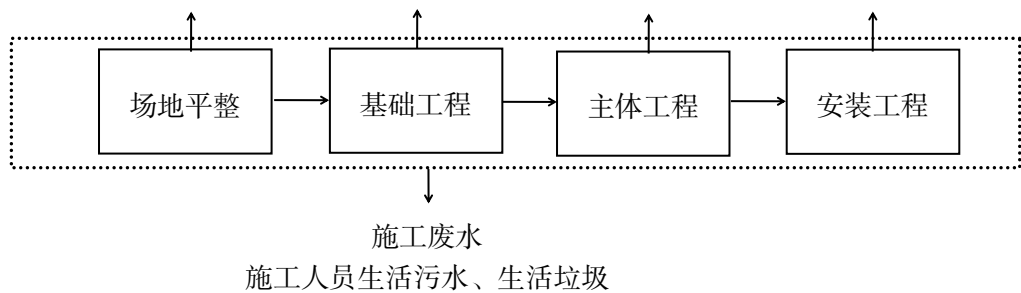 场地平整
基础工程
主体工程
安装工程
施工废水
施工人员生活污水、生活垃圾